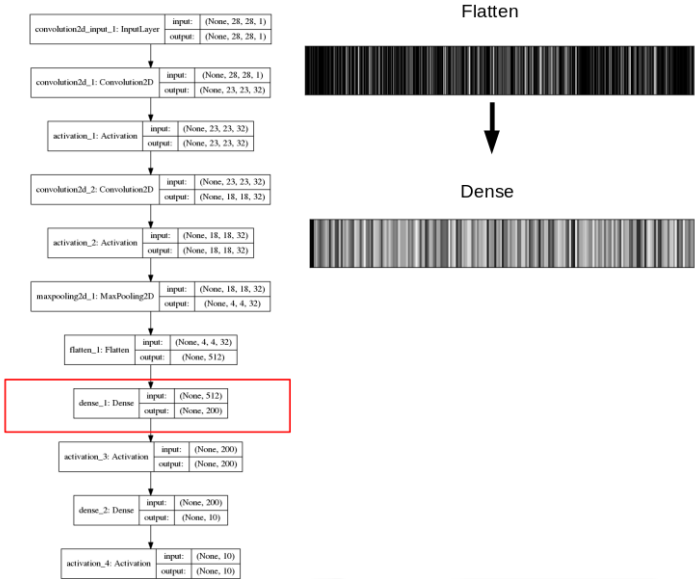 convolution2d_input_1: InputLayer
input: (None, 28, 28, 1)
output: (None, 28, 28, 1)
convolution2d_1: Convolution2D
input: (None, 28, 28, 1)
output: (None, 23, 23, 32)
activation_1: Activation
input: (None, 23, 23, 32)
output: (None, 23, 23, 32)
convolution2d_2: Convolution2D
input: (None, 23, 23, 32)
output: (None, 18, 18, 32)
activation_2: Activation
input: (None, 18, 18, 32)
output: (None, 18, 18, 32)
maxpooling2d_1: MaxPooling2D
input: (None, 18, 18, 32)
output: (None, 4, 4, 32)
flatten_1: Flatten
input: (None, 4, 4, 32)
output: (None, 512)
dense_1: Dense
input: (None, 512)
output: (None, 200)
activation_3: Activation
input: (None, 200)
output: (None, 200)
dense_2: Dense
input: (None, 200)
output: (None, 10)
activation_4: Activation
input: (None, 10)
output: (None, 10)
Flatten
Dense